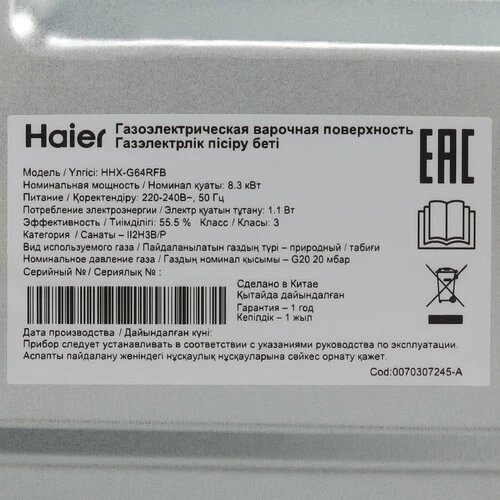 Haier Газоэлектрическая варочная поверхность
Газэлектрлік пісіру беті
EAC
Модель / Үлгісі: HHX-G64RFB
Номинальная мощность / Номинал қуаты: 8.3 кВт
Питание / Қоректендіру: 220-240В~, 50 Гц
Потребление электроэнергии / Электр қуатын тұтану: 1.1 Вт
Эффективность / Тиімділігі: 55.5 % Класс / Класы: 3
Категория / Санаты – II2H3B/P
Вид используемого газа / Пайдаланылатын газдың түрі – природный / табиғи
Номинальное давление газа / Газдың номинал қысымы – G20 20 мбар
Серийный № / Сериялық № :
Сделано в Китае
Қытайда дайындалған
Гарантия – 1 год
Кепілдік – 1 жыл
Дата производства / Дайындалған күні:
Прибор следует устанавливать в соответствии с указаниями руководства по эксплуатации.
Аспапты пайдалану жөніндегі нұсқаулық нұсқауларына сәйкес орнату қажет.
Cod:0070307245-A